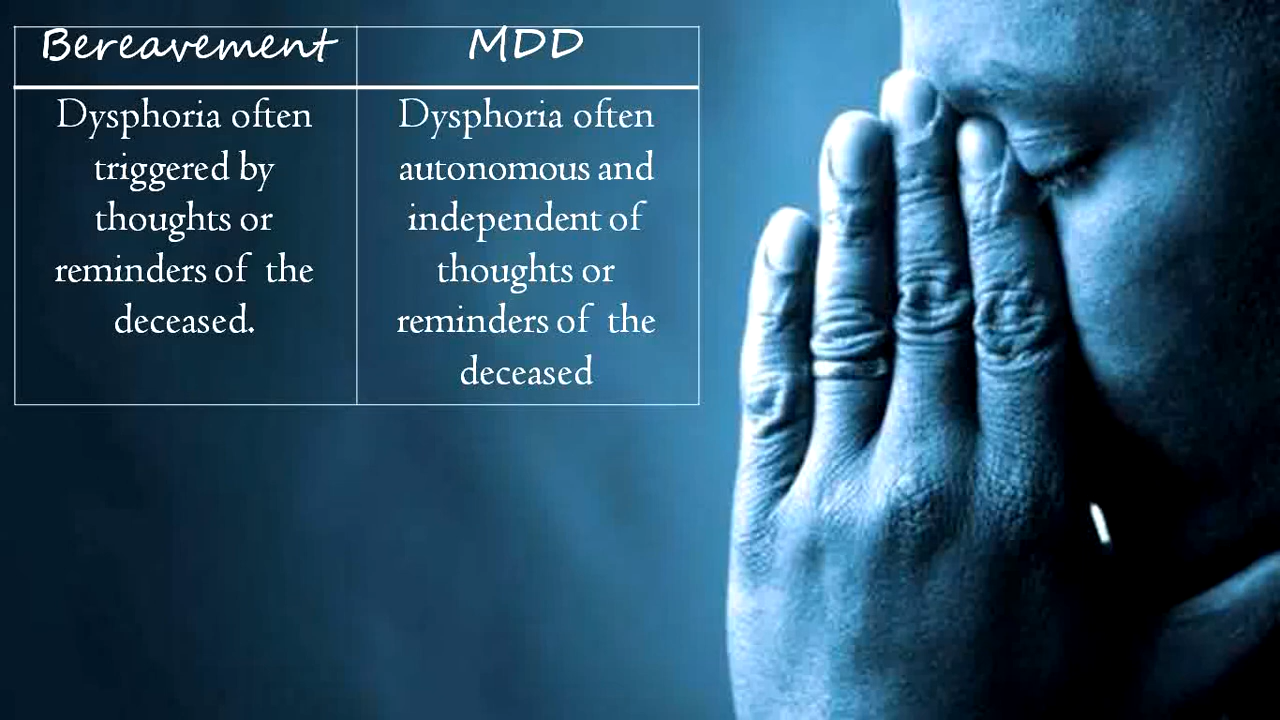 Bereavement
MDD
Dysphoria often
triggered by
thoughts or
reminders of the
deceased.
Dysphoria often
autonomous and
independent of
thoughts or
reminders of the
deceased